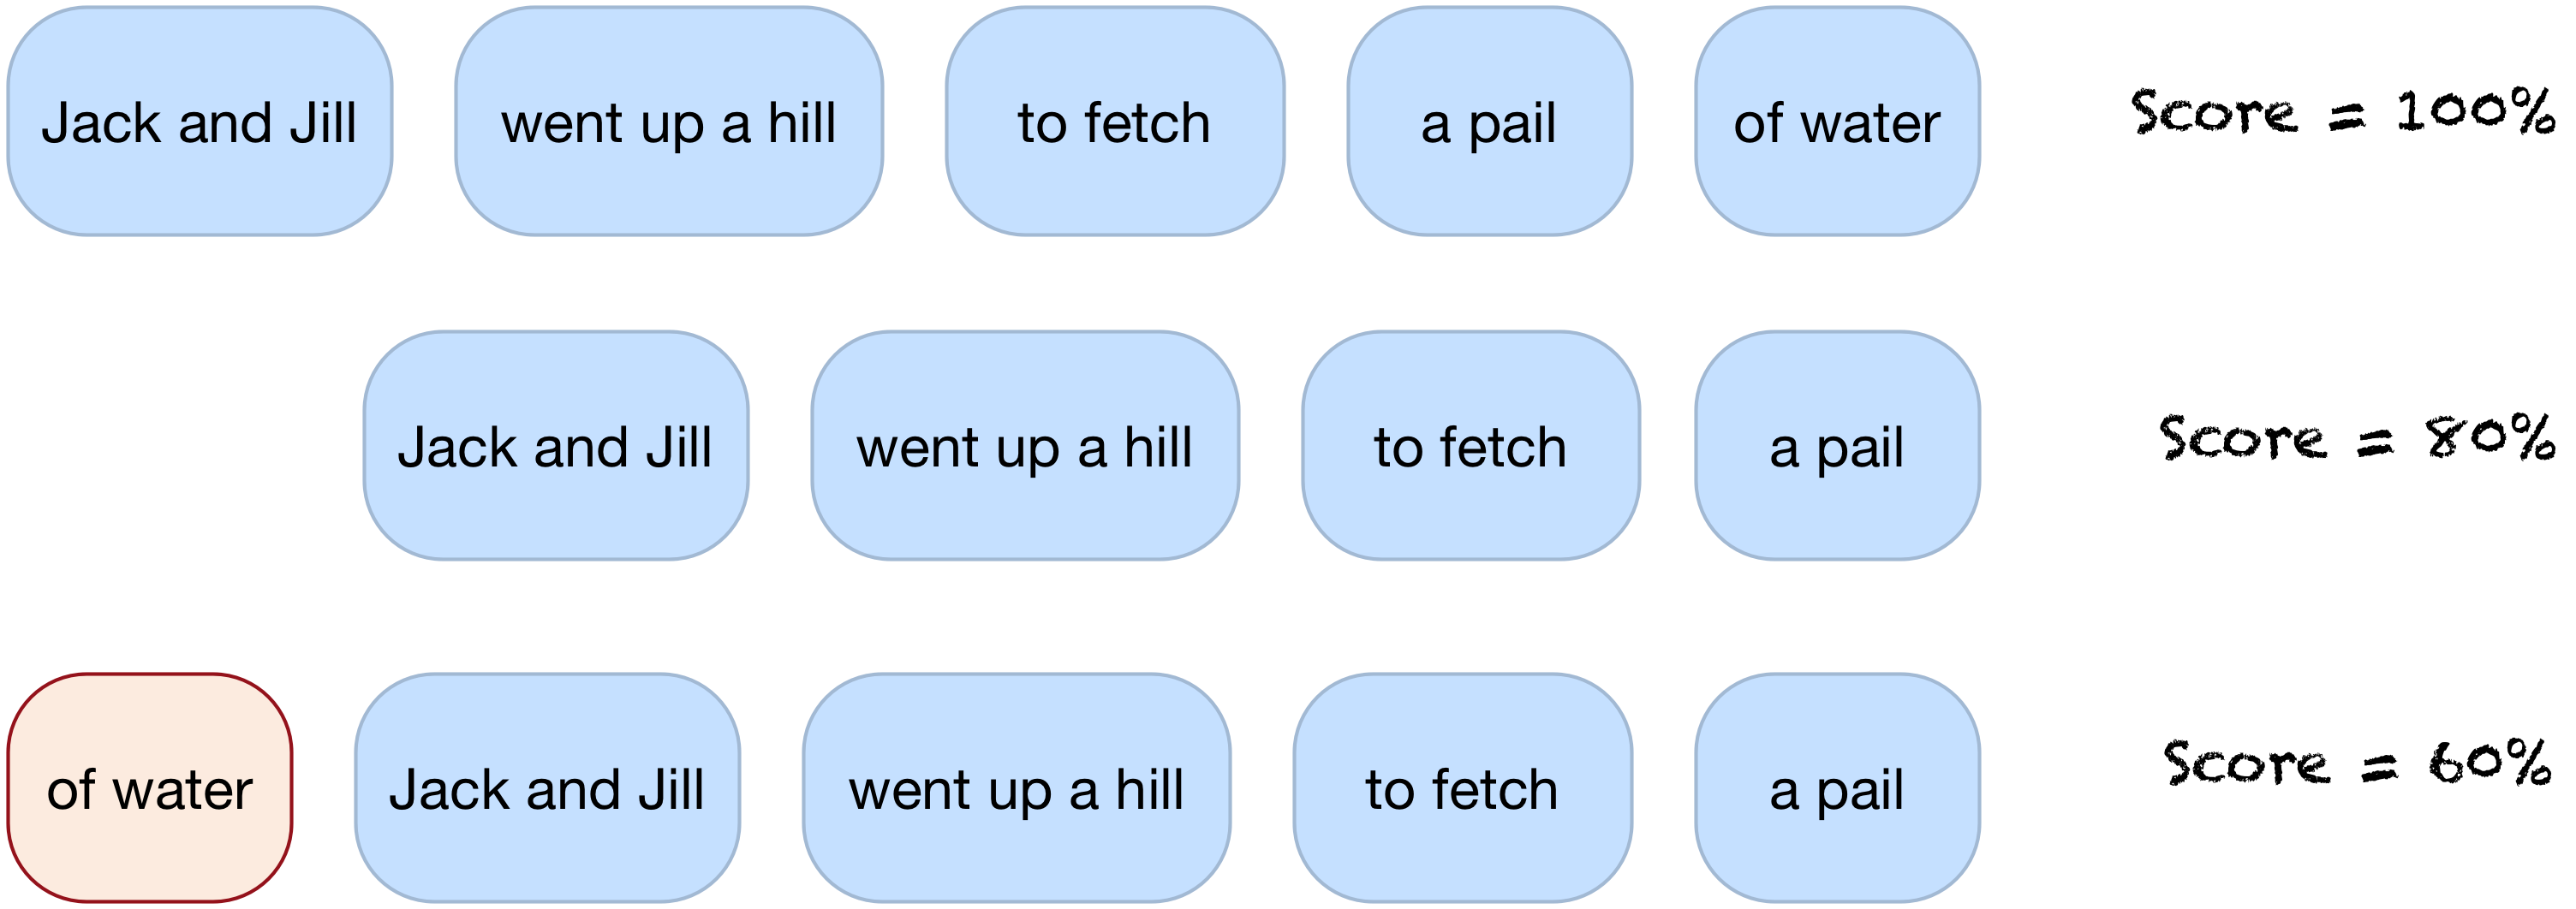 Jack and Jill went up a hill to fetch a pail of water Score = 100%
Jack and Jill went up a hill to fetch a pail Score = 80%
of water Jack and Jill went up a hill to fetch a pail Score = 60%